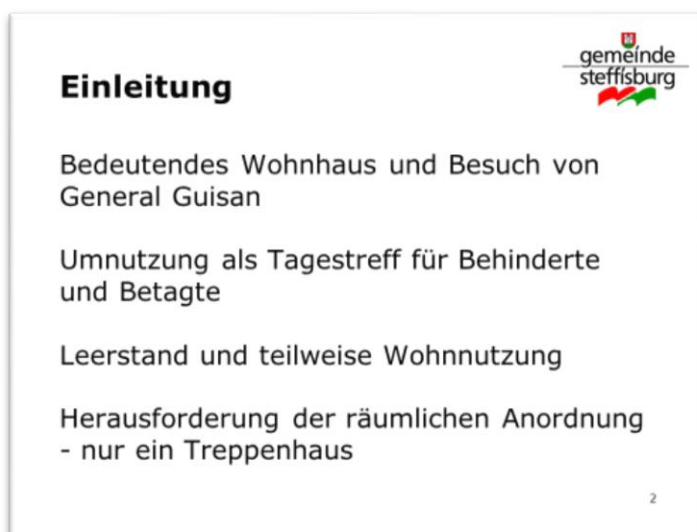 gemeinde
steffisburg
Einleitung
Bedeutendes Wohnhaus und Besuch von
General Guisan
Umnutzung als Tagestreff für Behinderte
und Betagte
Leerstand und teilweise Wohnnutzung
Herausforderung der räumlichen Anordnung
- nur ein Treppenhaus
2